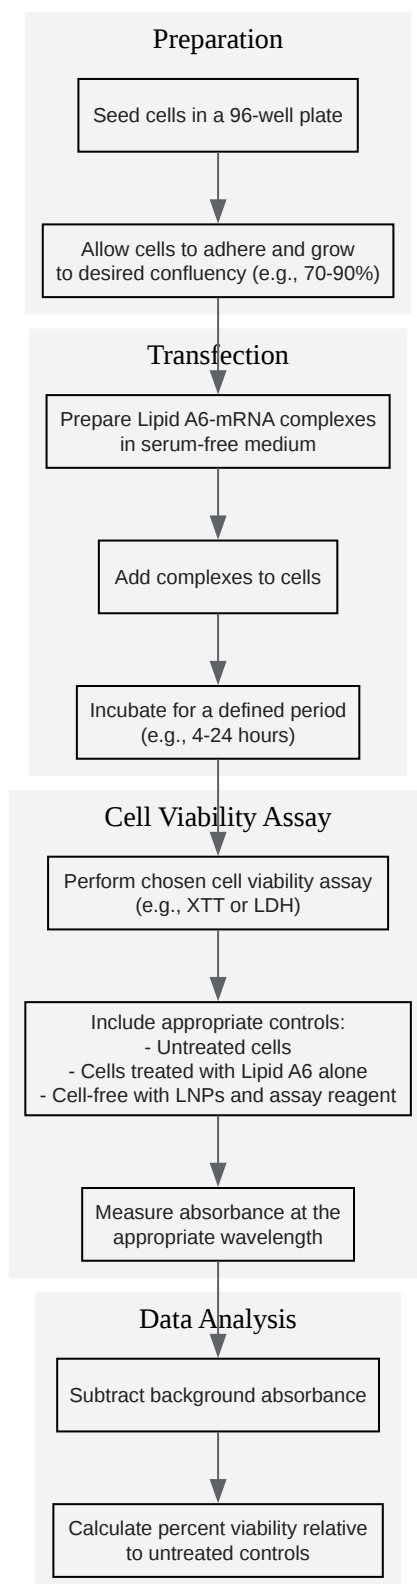 Preparation
Seed cells in a 96-well plate
Allow cells to adhere and grow
to desired confluency (e.g., 70-90%)
Transfection
Prepare Lipid A6-mRNA complexes
in serum-free medium
Add complexes to cells
Incubate for a defined period
(e.g., 4-24 hours)
Cell Viability Assay
Perform chosen cell viability assay
(e.g., XTT or LDH)
Include appropriate controls:
- Untreated cells
- Cells treated with Lipid A6 alone
- Cell-free with LNPs and assay reagent
Measure absorbance at the
appropriate wavelength
Data Analysis
Subtract background absorbance
Calculate percent viability relative
to untreated controls